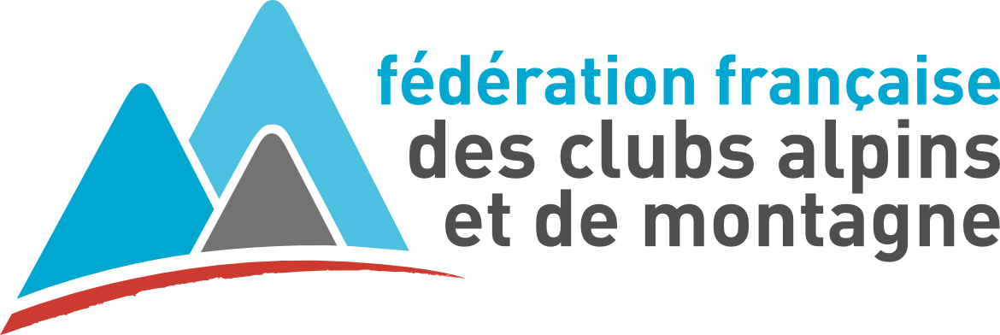 fédération française
des clubs alpins
et de montagne